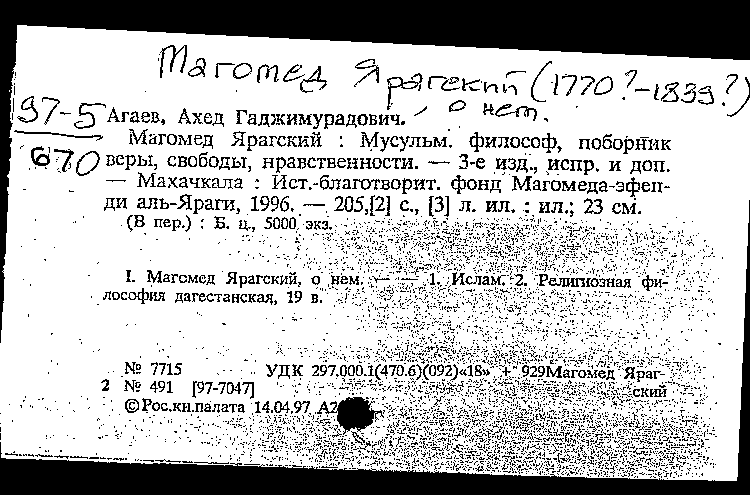 Магомед Ярагский (1770?-1839?)
о нем.
97-5
670
Агаев, Ахед Гаджимурадович.
Магомед Ярагский : Мусульм. философ, поборник
веры, свободы, нравственности. — 3-е изд., испр. и доп.
— Махачкала : Ист.-благотворит. фонд Магомеда-эфен-
ди аль-Яраги, 1996. — 205,[2] с., [3] л. ил. : ил.; 23 см.
(В пер.) : Б. ц., 5000 экз.
I. Магомед Ярагский, о нем. — — 1. Ислам. 2. Религиозная фи-
лософия дагестанская, 19 в.
№ 7715 УДК 297.000.1(470.6)(092)«18» + 929Магомед Яраг-
2 № 491 [97-7047] ский
©Рос.кн.палата 14.04.97